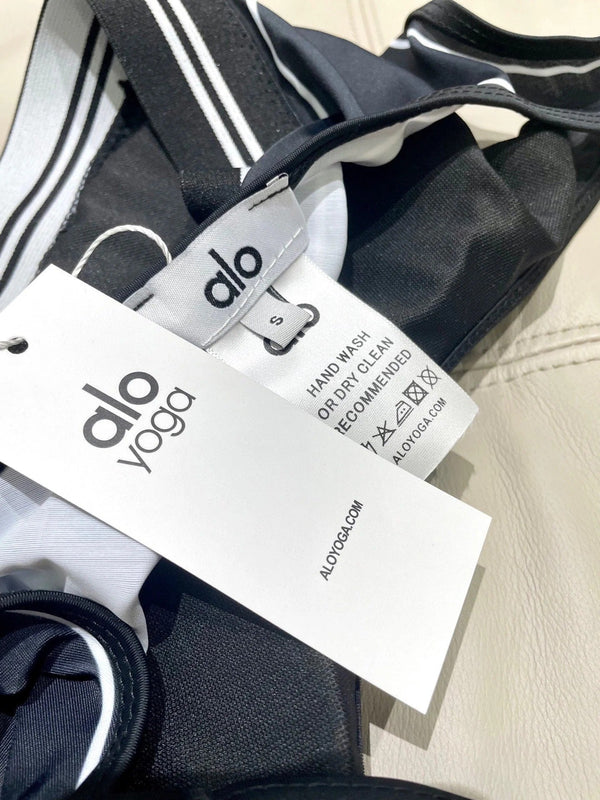 alo
S
HAND WASH
OR DRY CLEAN
RECOMMENDED
ALOYOGA.COM
alo
yoga
ALOYOGA.COM